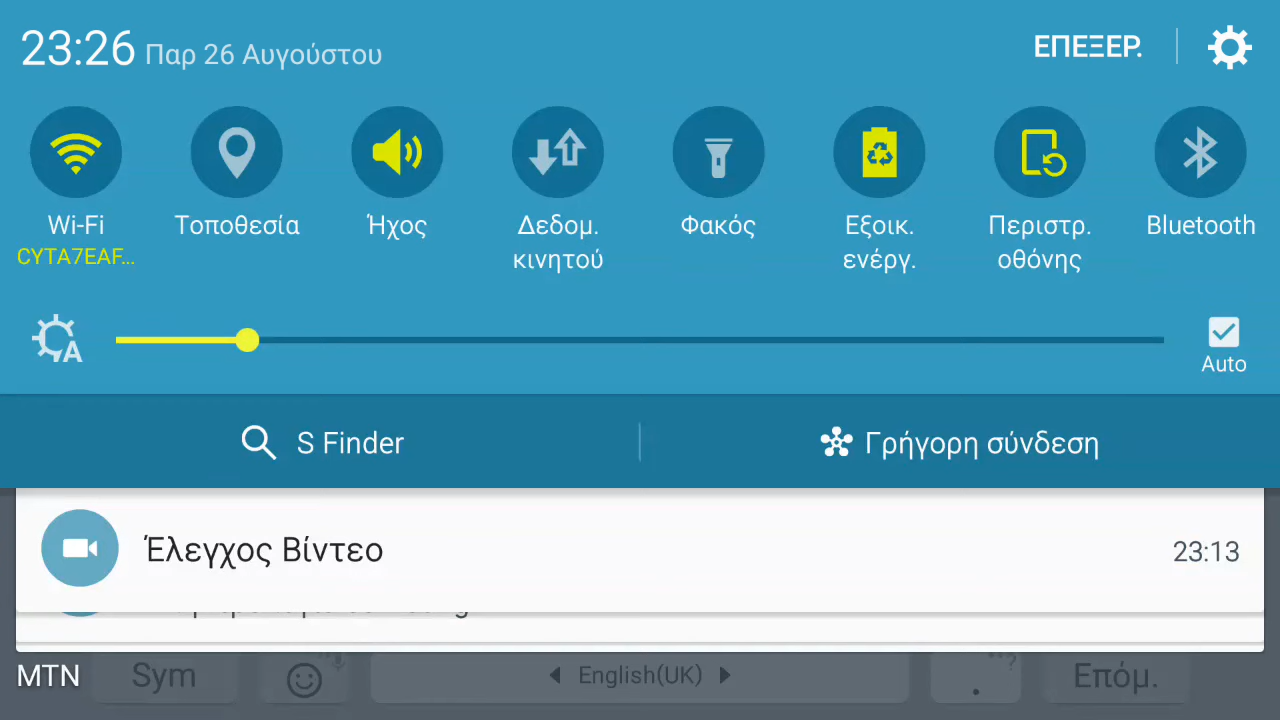 23:26 Παρ 26 Αυγούστου
ΕΠΕΞΕΡ.
Wi-Fi
CYTA7EAF...
Τοποθεσία
Ήχος
Δεδομ.
κινητού
Φακός
Εξοικ.
ενέργ.
Περιστρ.
οθόνης
Bluetooth
A
Auto
S Finder
Γρήγορη σύνδεση
Έλεγχος Βίντεο
23:13
MTN
Sym
English(UK)
.
Επόμ.